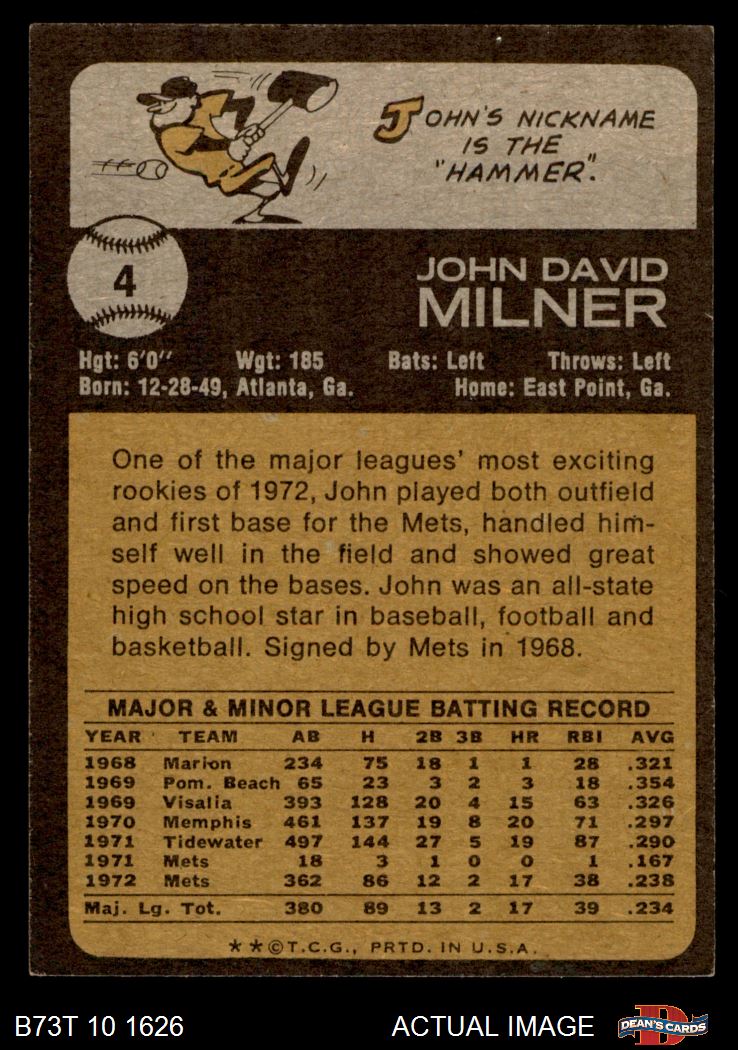 JOHN'S NICKNAME
IS THE
"HAMMER".
4
JOHN DAVID
MILNER
Hgt: 6'0" Wgt: 185 Bats: Left Throws: Left
Born: 12-28-49, Atlanta, Ga. Home: East Point, Ga.
One of the major leagues' most exciting
rookies of 1972, John played both outfield
and first base for the Mets, handled him-
self well in the field and showed great
speed on the bases. John was an all-state
high school star in baseball, football and
basketball. Signed by Mets in 1968.
MAJOR & MINOR LEAGUE BATTING RECORD
YEAR TEAM AB H 2B 3B HR RBI AVG
1968 Marion 234 75 18 1 1 28 .321
1969 Pom. Beach 65 23 3 2 3 18 .354
1969 Visalia 393 128 20 4 15 63 .326
1970 Memphis 461 137 19 8 20 71 .297
1971 Tidewater 497 144 27 5 19 87 .290
1971 Mets 18 3 1 0 0 1 .167
1972 Mets 362 86 12 2 17 38 .238
Maj. Lg. Tot. 380 89 13 2 17 39 .234
**©T.C.G., PRTD. IN U.S.A.
B73T 10 1626 ACTUAL IMAGE D DEAN'S CARDS